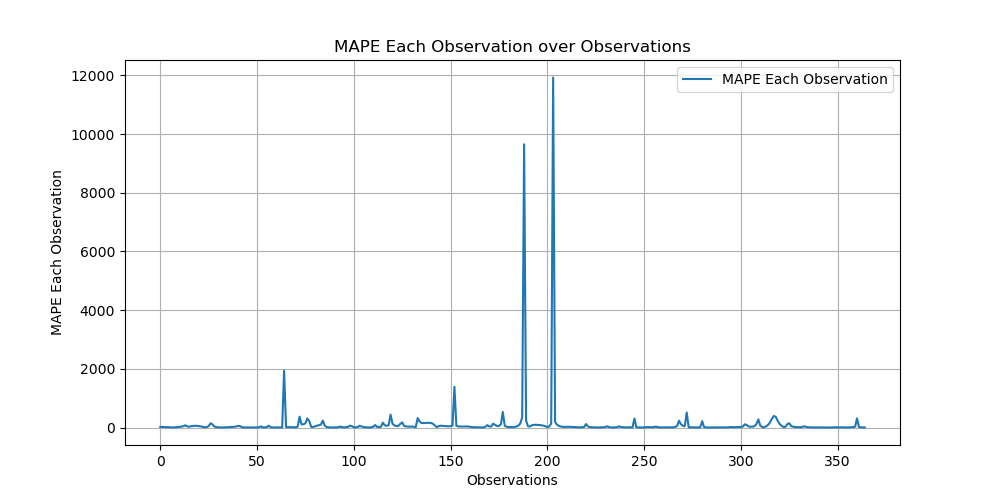 MAPE Each Observation over Observations
MAPE Each Observation
12000
10000
8000
6000
4000
2000
0
MAPE Each Observation
0 50 100 150 200 250 300 350
Observations